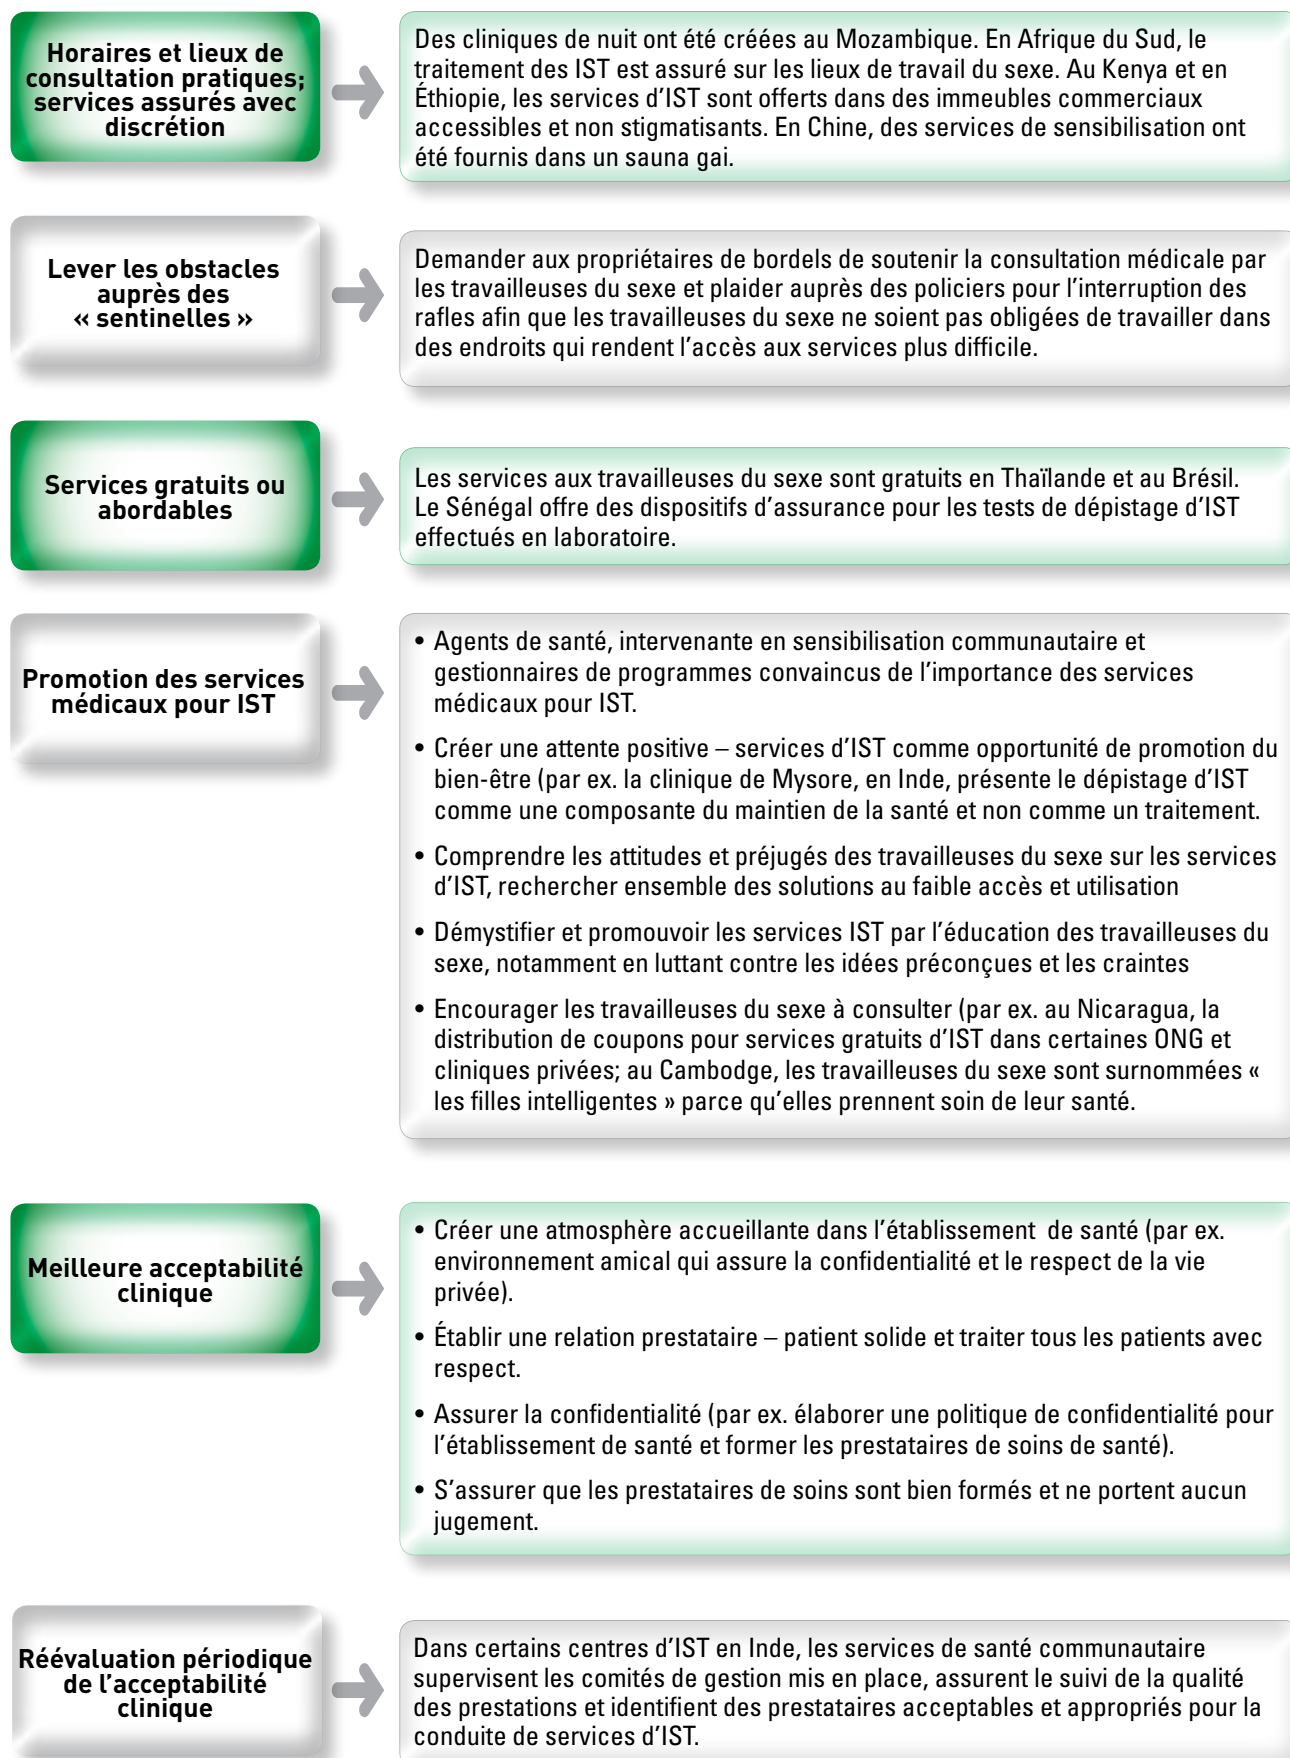 Horaires et lieux de
consultation pratiques;
services assurés avec
discrétion
Des cliniques de nuit ont été créées au Mozambique. En Afrique du Sud, le
traitement des IST est assuré sur les lieux de travail du sexe. Au Kenya et en
Éthiopie, les services d’IST sont offerts dans des immeubles commerciaux
accessibles et non stigmatisants. En Chine, des services de sensibilisation ont
été fournis dans un sauna gai.
Lever les obstacles
auprès des
« sentinelles »
Demander aux propriétaires de bordels de soutenir la consultation médicale par
les travailleuses du sexe et plaider auprès des policiers pour l’interruption des
rafles afin que les travailleuses du sexe ne soient pas obligées de travailler dans
des endroits qui rendent l’accès aux services plus difficile.
Services gratuits ou
abordables
Les services aux travailleuses du sexe sont gratuits en Thaïlande et au Brésil.
Le Sénégal offre des dispositifs d’assurance pour les tests de dépistage d’IST
effectués en laboratoire.
Promotion des services
médicaux pour IST
• Agents de santé, intervenante en sensibilisation communautaire et
gestionnaires de programmes convaincus de l’importance des services
médicaux pour IST.
• Créer une attente positive – services d’IST comme opportunité de promotion du
bien-être (par ex. la clinique de Mysore, en Inde, présente le dépistage d’IST
comme une composante du maintien de la santé et non comme un traitement.
• Comprendre les attitudes et préjugés des travailleuses du sexe sur les services
d’IST, rechercher ensemble des solutions au faible accès et utilisation
• Démystifier et promouvoir les services IST par l’éducation des travailleuses du
sexe, notamment en luttant contre les idées préconçues et les craintes
• Encourager les travailleuses du sexe à consulter (par ex. au Nicaragua, la
distribution de coupons pour services gratuits d’IST dans certaines ONG et
cliniques privées; au Cambodge, les travailleuses du sexe sont surnommées «
les filles intelligentes » parce qu’elles prennent soin de leur santé.
Meilleure acceptabilité
clinique
• Créer une atmosphère accueillante dans l’établissement de santé (par ex.
environnement amical qui assure la confidentialité et le respect de la vie
privée).
• Établir une relation prestataire – patient solide et traiter tous les patients avec
respect.
• Assurer la confidentialité (par ex. élaborer une politique de confidentialité pour
l’établissement de santé et former les prestataires de soins de santé).
• S’assurer que les prestataires de soins sont bien formés et ne portent aucun
jugement.
Réévaluation périodique
de l’acceptabilité
clinique
Dans certains centres d’IST en Inde, les services de santé communautaire
supervisent les comités de gestion mis en place, assurent le suivi de la qualité
des prestations et identifient des prestataires acceptables et appropriés pour la
conduite de services d’IST.